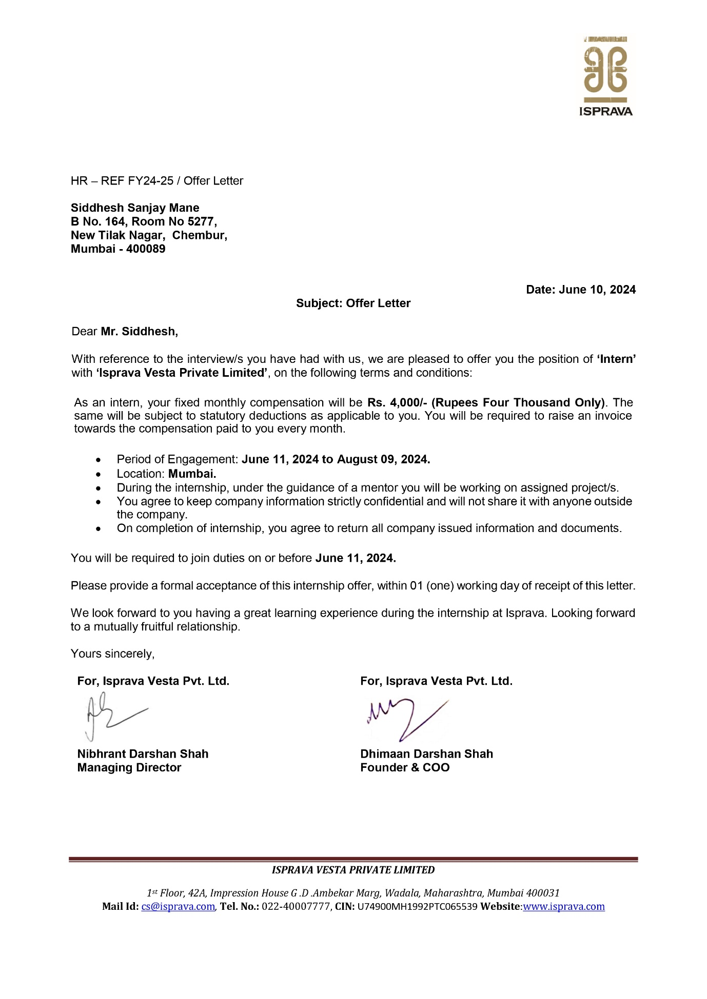 ISPRAVA
HR – REF FY24-25 / Offer Letter
Siddhesh Sanjay Mane
B No. 164, Room No 5277,
New Tilak Nagar,  Chembur,
Mumbai - 400089
Date: June 10, 2024
Subject: Offer Letter
Dear Mr. Siddhesh,
With reference to the interview/s you have had with us, we are pleased to offer you the position of ‘Intern’
with ‘Isprava Vesta Private Limited’, on the following terms and conditions:
As an intern, your fixed monthly compensation will be Rs. 4,000/- (Rupees Four Thousand Only). The
same will be subject to statutory deductions as applicable to you. You will be required to raise an invoice
towards the compensation paid to you every month.
• Period of Engagement: June 11, 2024 to August 09, 2024.
• Location: Mumbai.
• During the internship, under the guidance of a mentor you will be working on assigned project/s.
• You agree to keep company information strictly confidential and will not share it with anyone outside
the company.
• On completion of internship, you agree to return all company issued information and documents.
You will be required to join duties on or before June 11, 2024.
Please provide a formal acceptance of this internship offer, within 01 (one) working day of receipt of this letter.
We look forward to you having a great learning experience during the internship at Isprava. Looking forward
to a mutually fruitful relationship.
Yours sincerely,
For, Isprava Vesta Pvt. Ltd. For, Isprava Vesta Pvt. Ltd.
Nibhrant Darshan Shah Dhimaan Darshan Shah
Managing Director Founder & COO
ISPRAVA VESTA PRIVATE LIMITED
1st Floor, 42A, Impression House G .D .Ambekar Marg, Wadala, Maharashtra, Mumbai 400031
Mail Id: cs@isprava.com, Tel. No.: 022-40007777, CIN: U74900MH1992PTC065539 Website:www.isprava.com